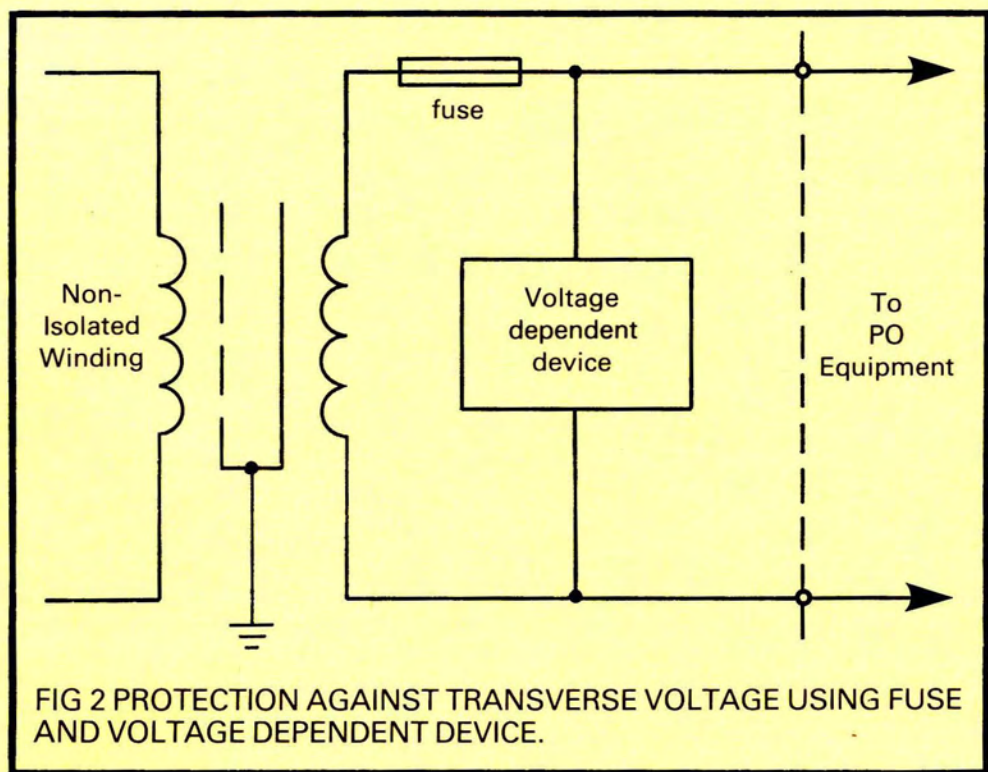 fuse
Non-
Isolated
Winding
Voltage
dependent
device
To
PO
Equipment
FIG 2 PROTECTION AGAINST TRANSVERSE VOLTAGE USING FUSE
AND VOLTAGE DEPENDENT DEVICE.